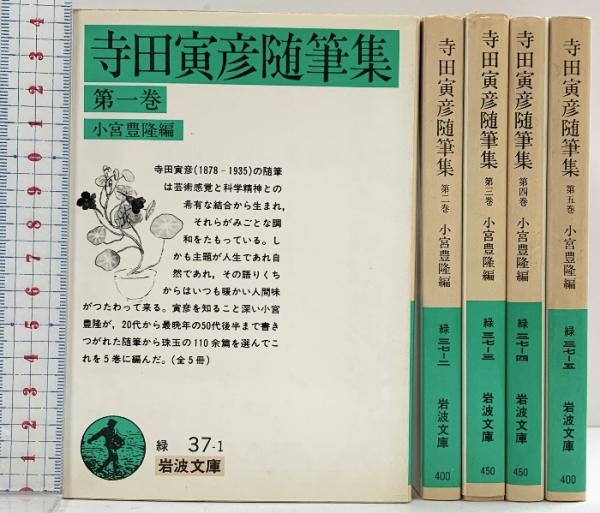 寺田寅彦随筆集
第一巻
小宮豊隆編
寺田寅彦(1878-1935)の随筆
は芸術感覚と科学精神との
希有な結合から生まれ,
それらがみごとな調
和をたもっている。し
かも主題が人生であれ自
然であれ,その語りくち
からはいつも暖かい人間味
がつたわって来る。寅彦を知ること深い小宮
豊隆が,20代から最晩年の50代後半まで書き
つがれた随筆から珠玉の110余篇を選んでこ
れを5巻に編んだ。(全5冊)
緑 37-1
岩波文庫
寺田寅彦随筆集 第二巻 小宮豊隆編
緑 三七-二
岩波文庫
400
寺田寅彦随筆集 第三巻 小宮豊隆編
緑 三七-三
岩波文庫
450
寺田寅彦随筆集 第四巻 小宮豊隆編
緑 三七-四
岩波文庫
450
寺田寅彦随筆集 第五巻 小宮豊隆編
緑 三七-五
岩波文庫
400